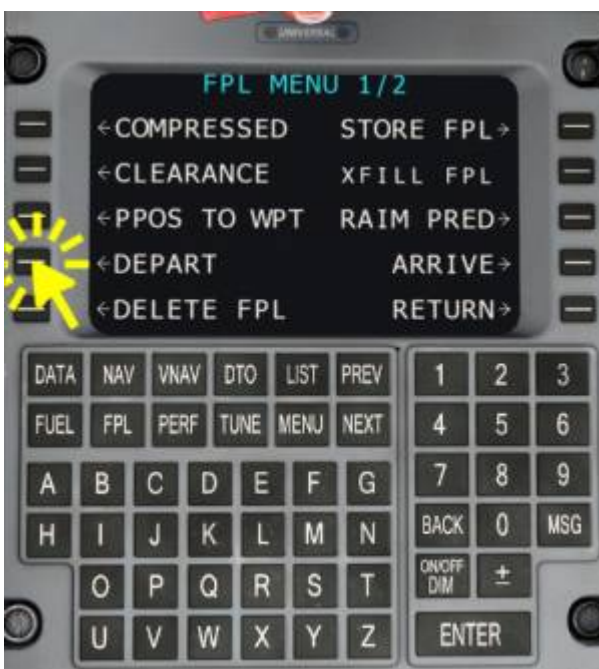 UNIVERSAL
FPL MENU 1/2
←COMPRESSED STORE FPL→
←CLEARANCE XFILL FPL
←PPOS TO WPT RAIM PRED→
←DEPART ARRIVE→
←DELETE FPL RETURN→
DATA NAV VNAV DTO LIST PREV 1 2 3
FUEL FPL PERF TUNE MENU NEXT 4 5 6
A B C D E F G 7 8 9
H I J K L M N BACK 0 MSG
O P Q R S T ON/OFF DIM ±
U V W X Y Z ENTER